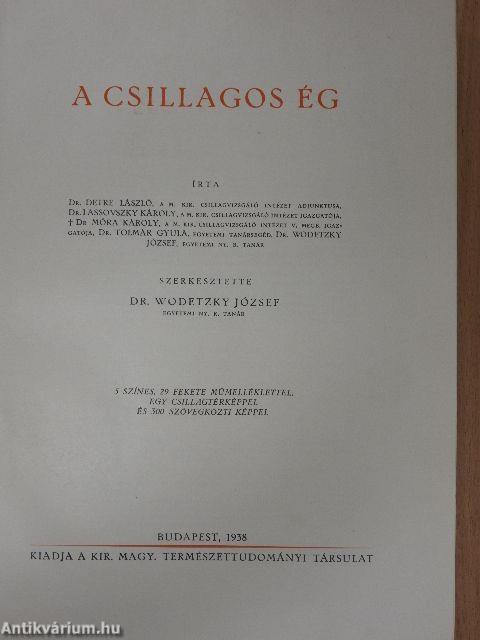 A CSILLAGOS ÉG
ÍRTA
DR. DETRE LÁSZLÓ, A M. KIR. CSILLAGVIZSGÁLÓ INTÉZET ADJUNKTUSA,
DR. LASSOVSZKY KÁROLY, A M. KIR. CSILLAGVIZSGÁLÓ INTÉZET IGAZGATÓJA,
† DR MÓRA KÁROLY, A M. KIR. CSILLAGVIZSGÁLÓ INTÉZET V. MEGB. IGAZ-
GATÓJA, DR. TOLMÁR GYULA, EGYETEMI TANÁRSEGÉD, DR. WODETZKY
JÓZSEF, EGYETEMI NY. R. TANÁR
SZERKESZTETTE
DR. WODETZKY JÓZSEF
EGYETEMI NY. R. TANÁR
5 SZÍNES, 29 FEKETE MŰMELLÉKLETTEL,
EGY CSILLAGTÉRKÉPPEL
ÉS 300 SZÖVEGKÖZTI KÉPPEL
BUDAPEST, 1938
KIADJA A KIR. MAGY. TERMÉSZETTUDOMÁNYI TÁRSULAT
Antikvárium.hu